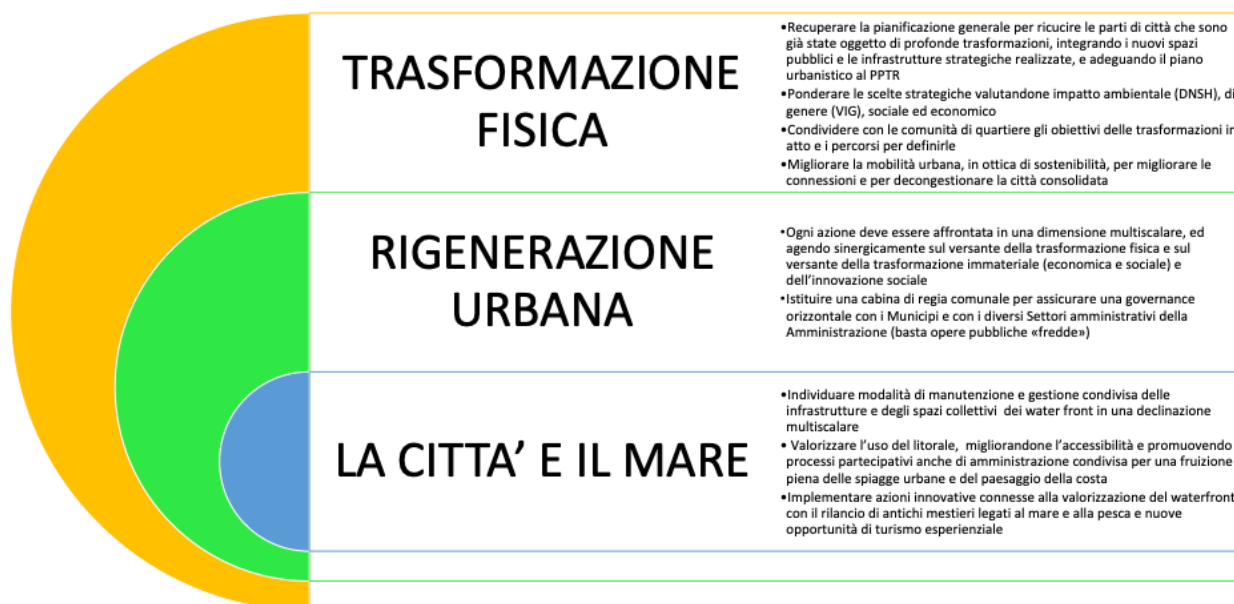 TRASFORMAZIONE
FISICA
•Recuperare la pianificazione generale per ricucire le parti di città che sono
già state oggetto di profonde trasformazioni, integrando i nuovi spazi
pubblici e le infrastrutture strategiche realizzate, e adeguando il piano
urbanistico al PPTR
•Ponderare le scelte strategiche valutandone impatto ambientale (DNSH), di
genere (VIG), sociale ed economico
•Condividere con le comunità di quartiere gli obiettivi delle trasformazioni in
atto e i percorsi per definirle
•Migliorare la mobilità urbana, in ottica di sostenibilità, per migliorare le
connessioni e per decongestionare la città consolidata
RIGENERAZIONE
URBANA
•Ogni azione deve essere affrontata in una dimensione multiscalare, ed
agendo sinergicamente sul versante della trasformazione fisica e sul
versante della trasformazione immateriale (economica e sociale) e
dell’innovazione sociale
•Istituire una cabina di regia comunale per assicurare una governance
orizzontale con i Municipi e con i diversi Settori amministrativi della
Amministrazione (basta opere pubbliche «fredde»)
LA CITTA’ E IL MARE
•Individuare modalità di manutenzione e gestione condivisa delle
infrastrutture e degli spazi collettivi dei water front in una declinazione
multiscalare
• Valorizzare l’uso del litorale, migliorandone l’accessibilità e promuovendo
processi partecipativi anche di amministrazione condivisa per una fruizione
piena delle spiagge urbane e del paesaggio della costa
•Implementare azioni innovative connesse alla valorizzazione del waterfront
con il rilancio di antichi mestieri legati al mare e alla pesca e nuove
opportunità di turismo esperienziale